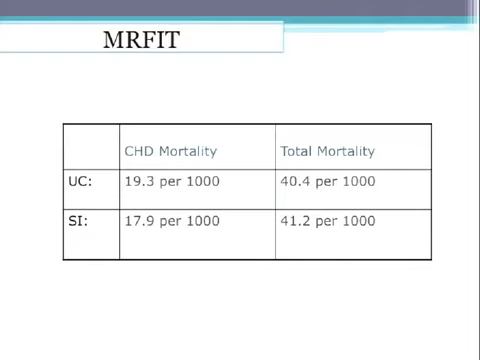 MRFIT
CHD Mortality Total Mortality
UC: 19.3 per 1000 40.4 per 1000
SI: 17.9 per 1000 41.2 per 1000